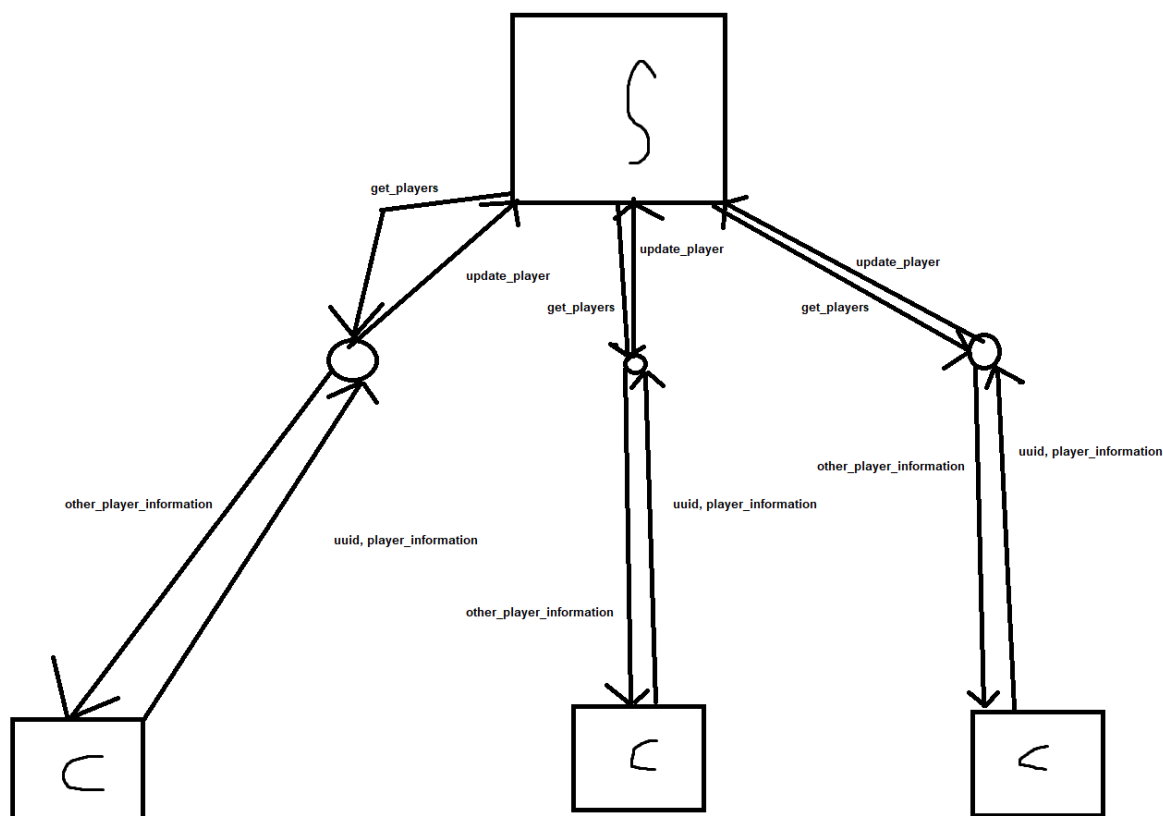 S
get_players
update_player
update_player
update_player
get_players
get_players
other_player_information
uuid, player_information
other_player_information
uuid, player_information
uuid, player_information
other_player_information
C
C
C